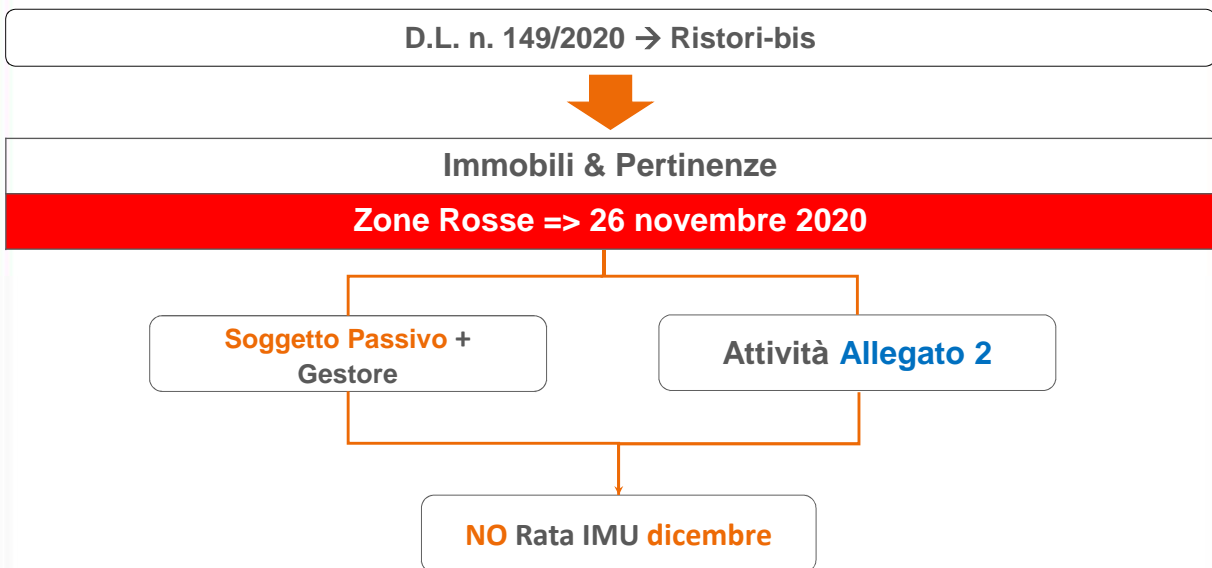 D.L. n. 149/2020 → Ristori-bis
Immobili & Pertinenze
Zone Rosse => 26 novembre 2020
Soggetto Passivo +
Gestore
Attività Allegato 2
NO Rata IMU dicembre